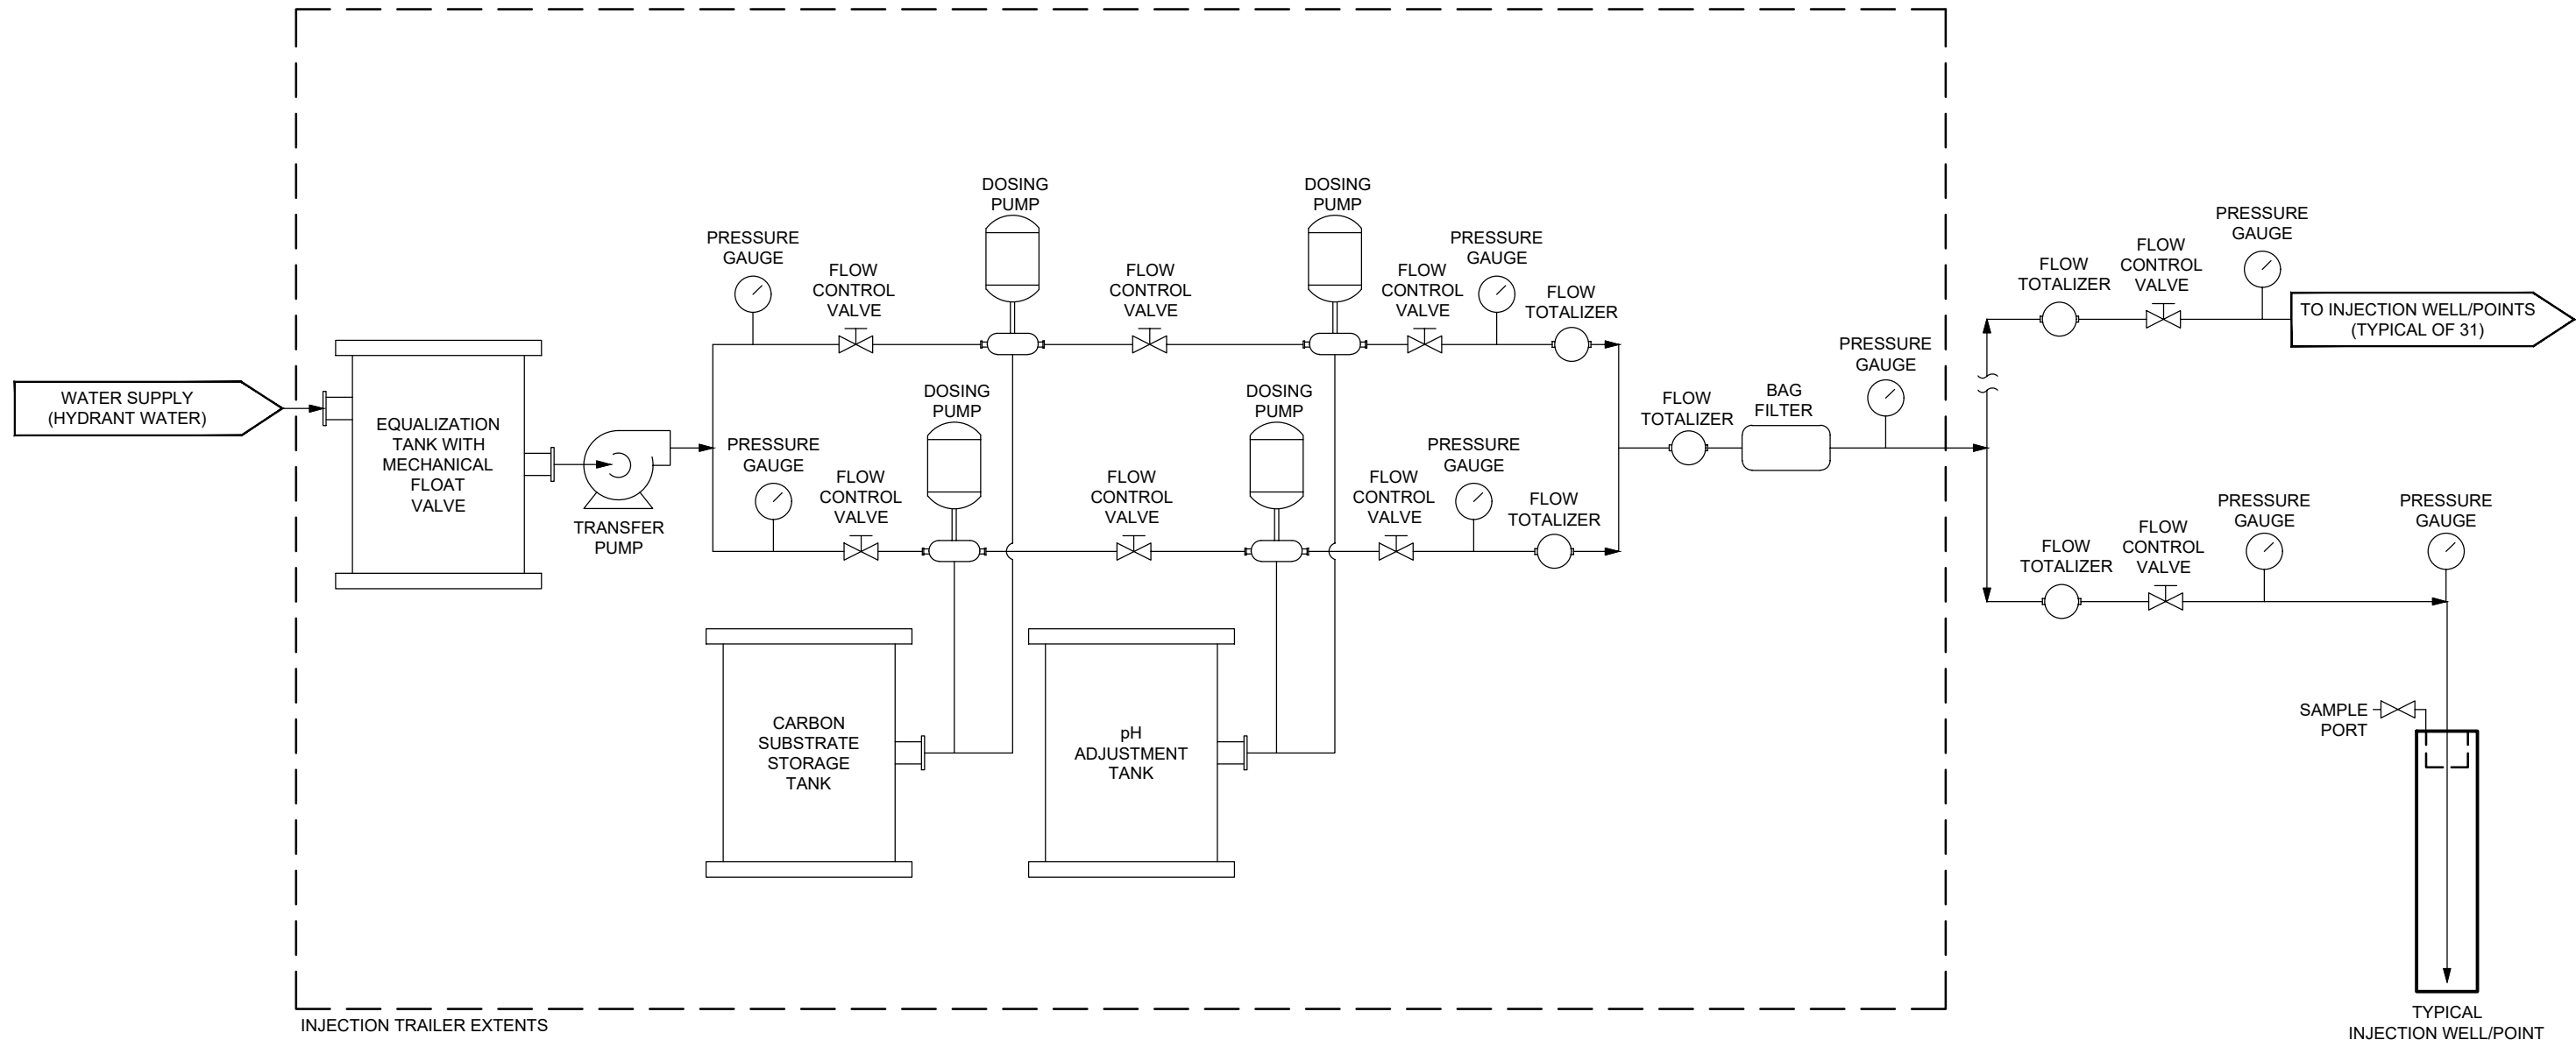 WATER SUPPLY
(HYDRANT WATER)
EQUALIZATION
TANK WITH
MECHANICAL
FLOAT
VALVE
TRANSFER
PUMP
PRESSURE
GAUGE
FLOW
CONTROL
VALVE
DOSING
PUMP
FLOW
CONTROL
VALVE
DOSING
PUMP
FLOW
CONTROL
VALVE
PRESSURE
GAUGE
FLOW
TOTALIZER
PRESSURE
GAUGE
FLOW
CONTROL
VALVE
DOSING
PUMP
FLOW
CONTROL
VALVE
DOSING
PUMP
FLOW
CONTROL
VALVE
PRESSURE
GAUGE
FLOW
TOTALIZER
CARBON
SUBSTRATE
STORAGE
TANK
pH
ADJUSTMENT
TANK
FLOW
TOTALIZER
BAG
FILTER
PRESSURE
GAUGE
FLOW
TOTALIZER
FLOW
CONTROL
VALVE
PRESSURE
GAUGE
TO INJECTION WELL/POINTS
(TYPICAL OF 31)
FLOW
TOTALIZER
FLOW
CONTROL
VALVE
PRESSURE
GAUGE
PRESSURE
GAUGE
SAMPLE
PORT
TYPICAL
INJECTION WELL/POINT
INJECTION TRAILER EXTENTS